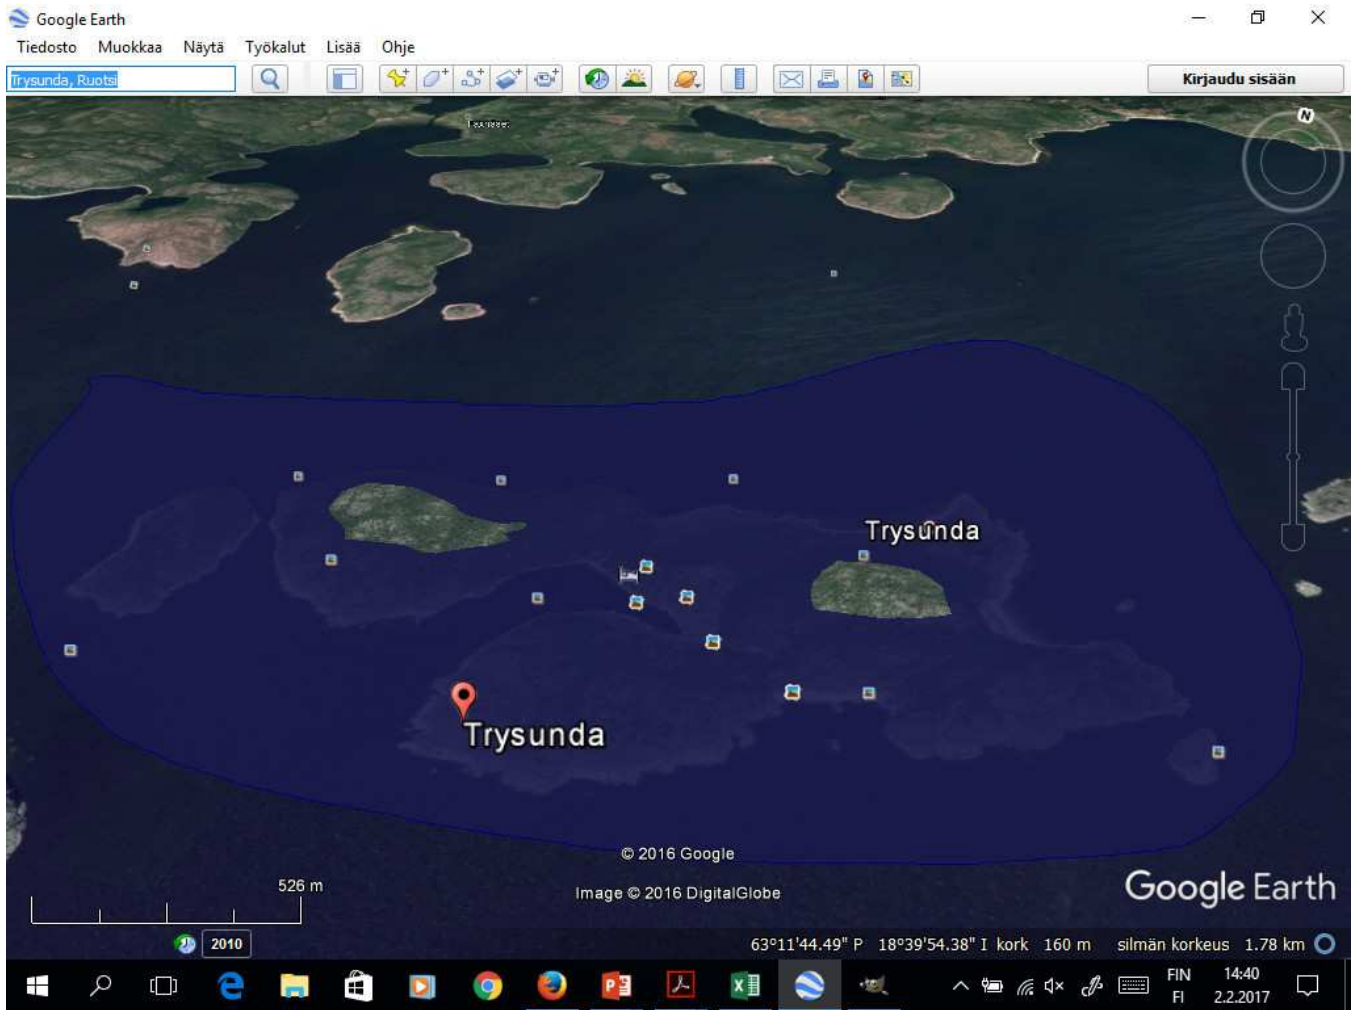 Google Earth
Tiedosto Muokkaa Näytä Työkalut Lisää Ohje
Trysunda, Ruotsi
Kirjaudu sisään
N
Trysunda
Trysunda
© 2016 Google
526 m
Image © 2016 DigitalGlobe
Google Earth
2010
63°11'44.49" P 18°39'54.38" I kork 160 m silmän korkeus 1.78 km
FIN
FI
14:40
2.2.2017